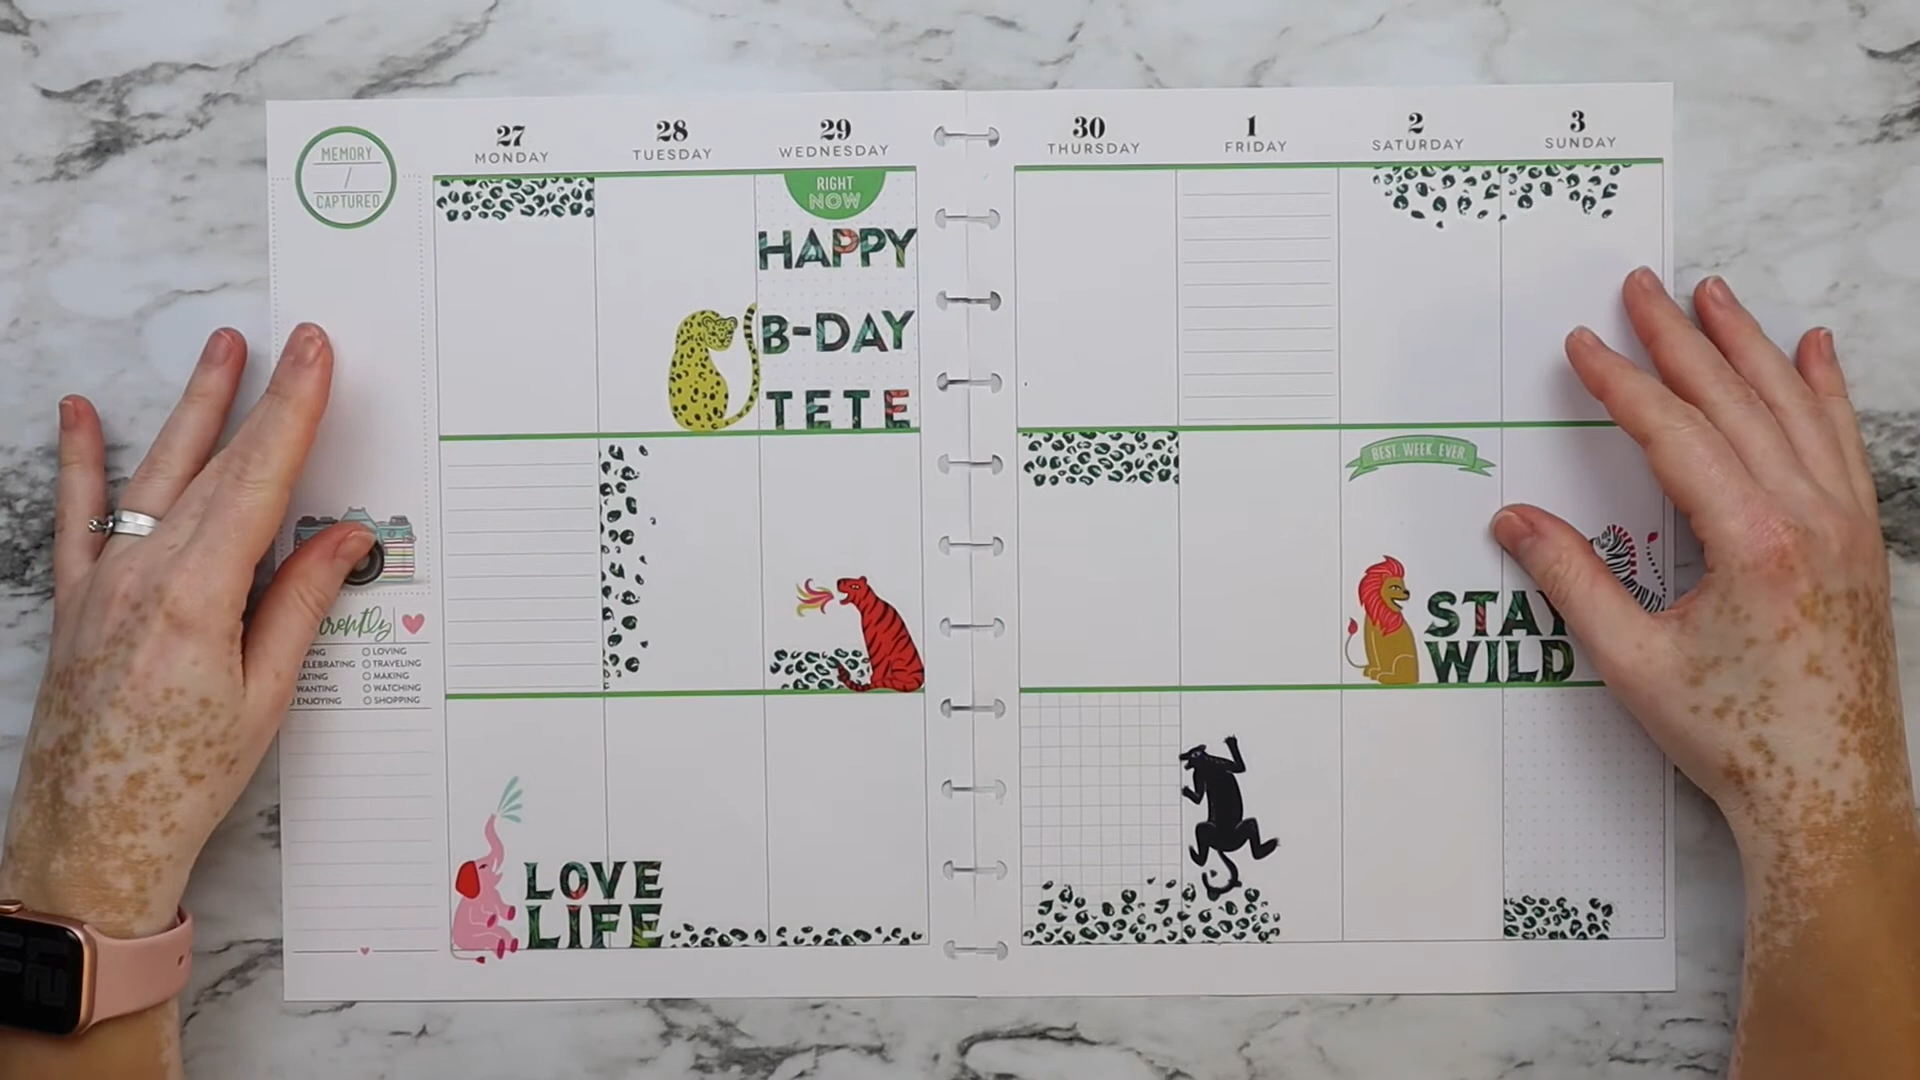 MEMORY
/
CAPTURED
27
MONDAY
28
TUESDAY
29
WEDNESDAY
30
THURSDAY
1
FRIDAY
2
SATURDAY
3
SUNDAY
RIGHT
NOW
HAPPY
B-DAY
TETE
BEST. WEEK. EVER.
STAY
WILD
LOVING
TRAVELING
EATING
MAKING
WANTING
WATCHING
ENJOYING
SHOPPING
LOVE
LIFE